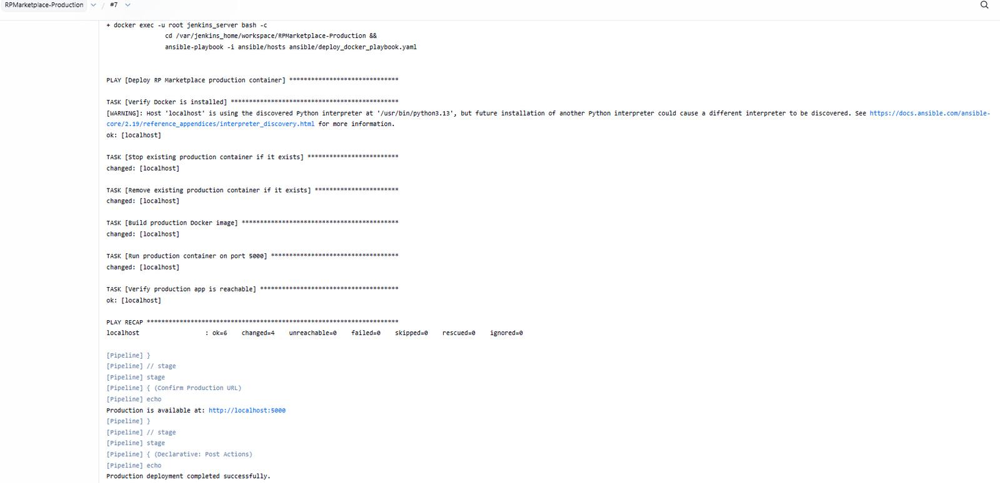 RPMarketplace-Production / #7
+ docker exec -u root jenkins_server bash -c
cd /var/jenkins_home/workspace/RPMarketplace-Production &&
ansible-playbook -i ansible/hosts ansible/deploy_docker_playbook.yaml
PLAY [Deploy RP Marketplace production container] ******************************
TASK [Verify Docker is installed] **********************************************
[WARNING]: Host 'localhost' is using the discovered Python interpreter at '/usr/bin/python3.13', but future installation of another Python interpreter could cause a different interpreter to be discovered. See https://docs.ansible.com/ansible-
core/2.19/reference_appendices/interpreter_discovery.html for more information.
ok: [localhost]
TASK [Stop existing production container if it exists] *************************
changed: [localhost]
TASK [Remove existing production container if it exists] ***********************
changed: [localhost]
TASK [Build production Docker image] *******************************************
changed: [localhost]
TASK [Run production container on port 5000] ***********************************
changed: [localhost]
TASK [Verify production app is reachable] **************************************
ok: [localhost]
PLAY RECAP *********************************************************************
localhost : ok=6 changed=4 unreachable=0 failed=0 skipped=0 rescued=0 ignored=0
[Pipeline] }
[Pipeline] // stage
[Pipeline] stage
[Pipeline] { (Confirm Production URL)
[Pipeline] echo
Production is available at: http://localhost:5000
[Pipeline] }
[Pipeline] // stage
[Pipeline] stage
[Pipeline] { (Declarative: Post Actions)
[Pipeline] echo
Production deployment completed successfully.